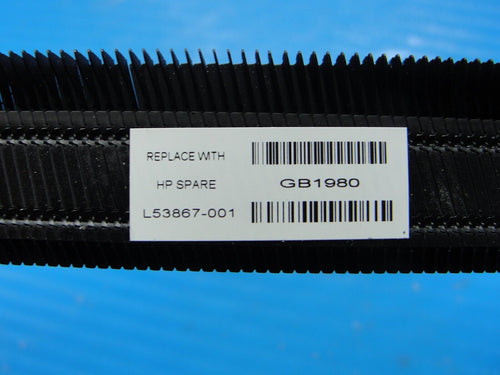 REPLACE WITH
HP SPARE GB1980
L53867-001